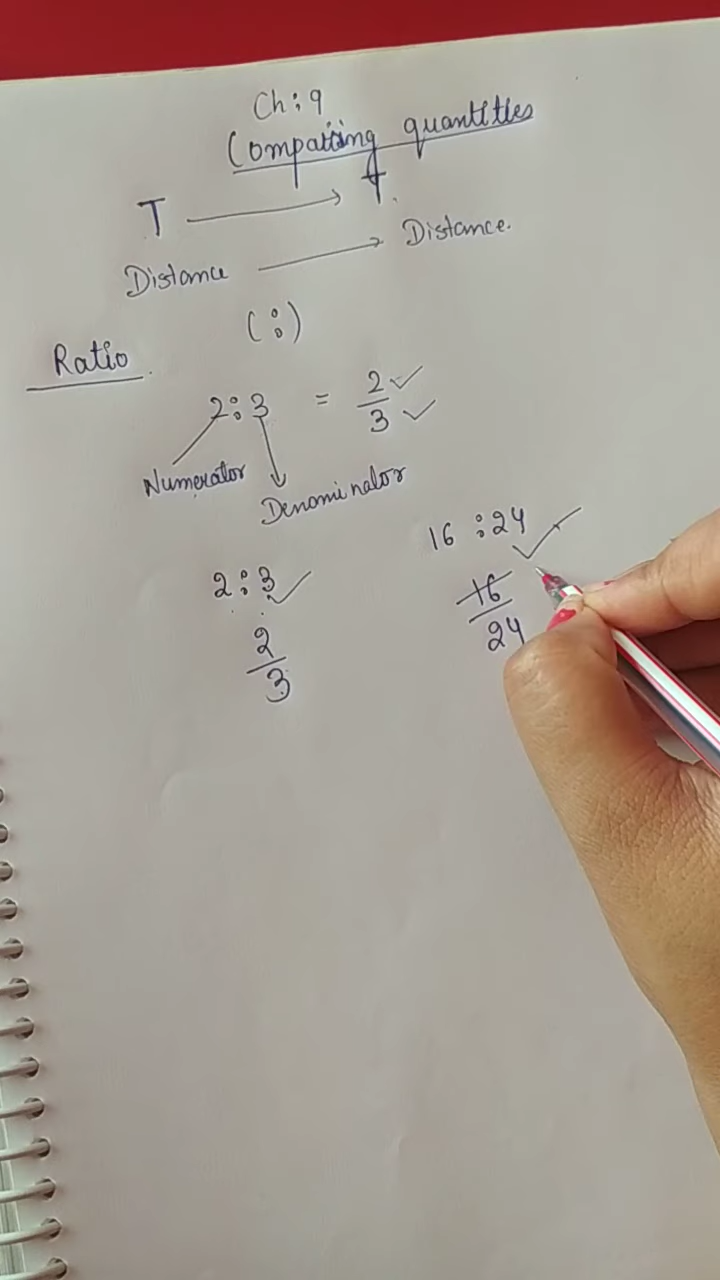 Ch:9
Comparing quantities
T → T.
Distance → Distance.
(:)
Ratio.
2:3 = 2/3
Numerator
Denominator
16:24
2:3
16/24
2/3